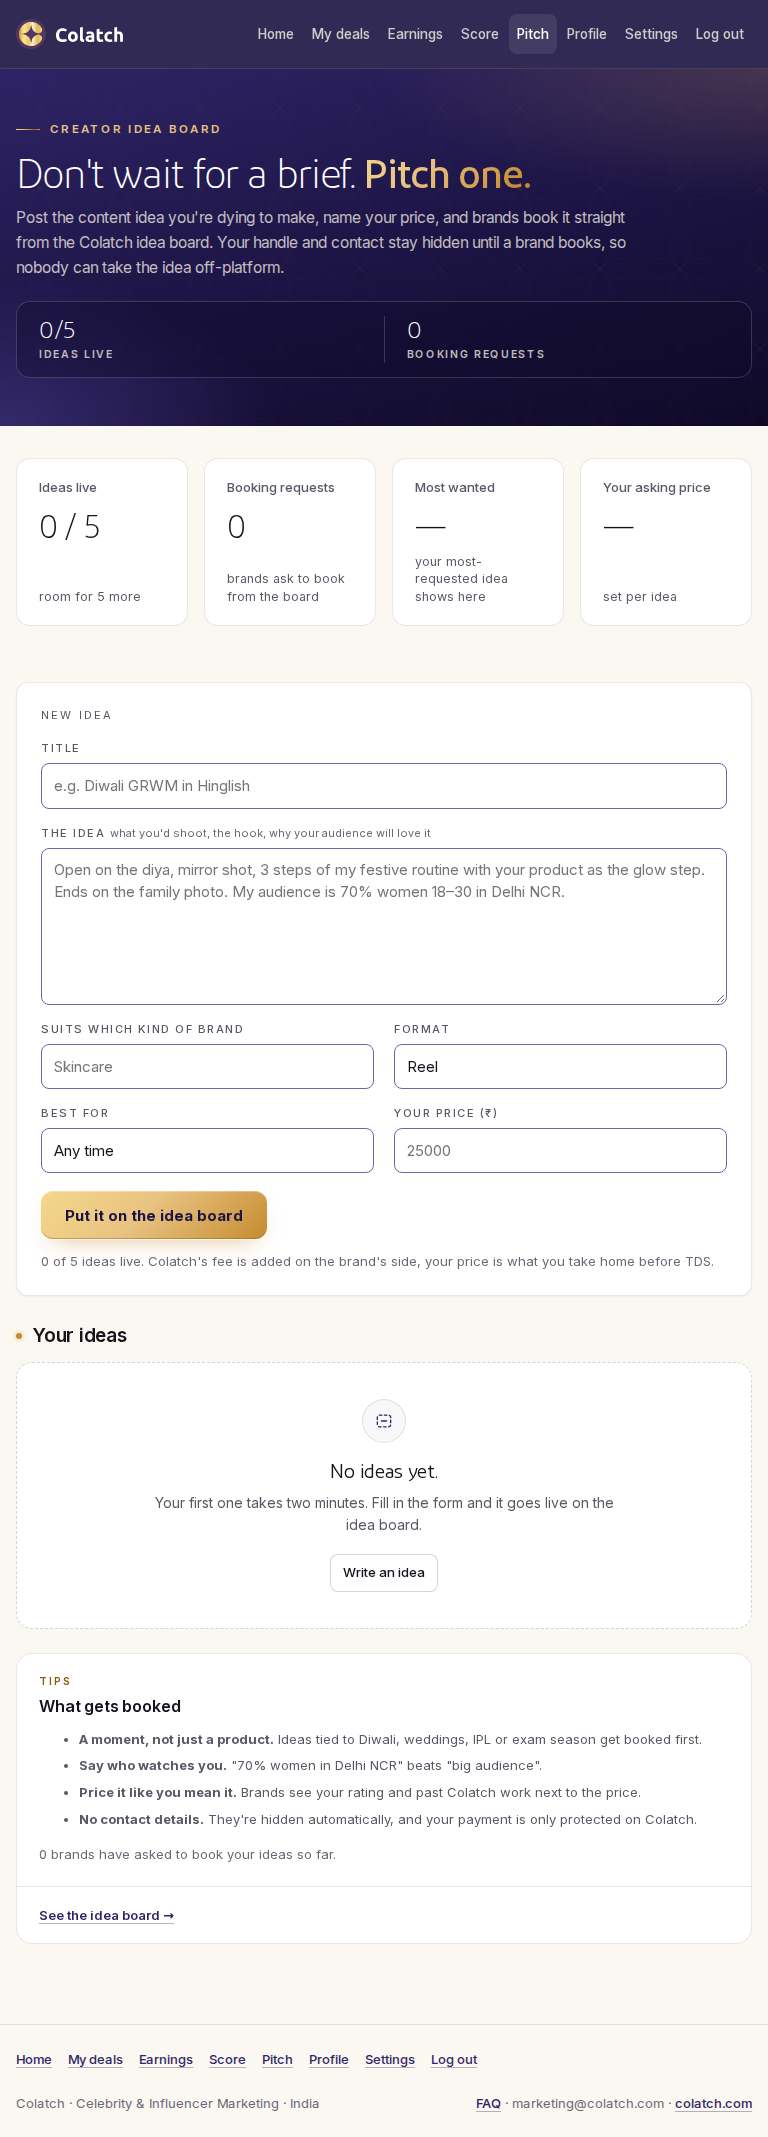 Colatch
Home My deals Earnings Score Pitch Profile Settings Log out
CREATOR IDEA BOARD
Don't wait for a brief. Pitch one.
Post the content idea you're dying to make, name your price, and brands book it straight
from the Colatch idea board. Your handle and contact stay hidden until a brand books, so
nobody can take the idea off-platform.
0/5
IDEAS LIVE
0
BOOKING REQUESTS
Ideas live
0 / 5
room for 5 more
Booking requests
0
brands ask to book
from the board
Most wanted
—
your most-
requested idea
shows here
Your asking price
—
set per idea
NEW IDEA
TITLE
e.g. Diwali GRWM in Hinglish
THE IDEA what you'd shoot, the hook, why your audience will love it
Open on the diya, mirror shot, 3 steps of my festive routine with your product as the glow step.
Ends on the family photo. My audience is 70% women 18–30 in Delhi NCR.
SUITS WHICH KIND OF BRAND
Skincare
FORMAT
Reel
BEST FOR
Any time
YOUR PRICE (₹)
25000
Put it on the idea board
0 of 5 ideas live. Colatch's fee is added on the brand's side, your price is what you take home before TDS.
Your ideas
No ideas yet.
Your first one takes two minutes. Fill in the form and it goes live on the
idea board.
Write an idea
TIPS
What gets booked
• A moment, not just a product. Ideas tied to Diwali, weddings, IPL or exam season get booked first.
• Say who watches you. "70% women in Delhi NCR" beats "big audience".
• Price it like you mean it. Brands see your rating and past Colatch work next to the price.
• No contact details. They're hidden automatically, and your payment is only protected on Colatch.
0 brands have asked to book your ideas so far.
See the idea board →
Home My deals Earnings Score Pitch Profile Settings Log out
Colatch · Celebrity & Influencer Marketing · India
FAQ · marketing@colatch.com · colatch.com